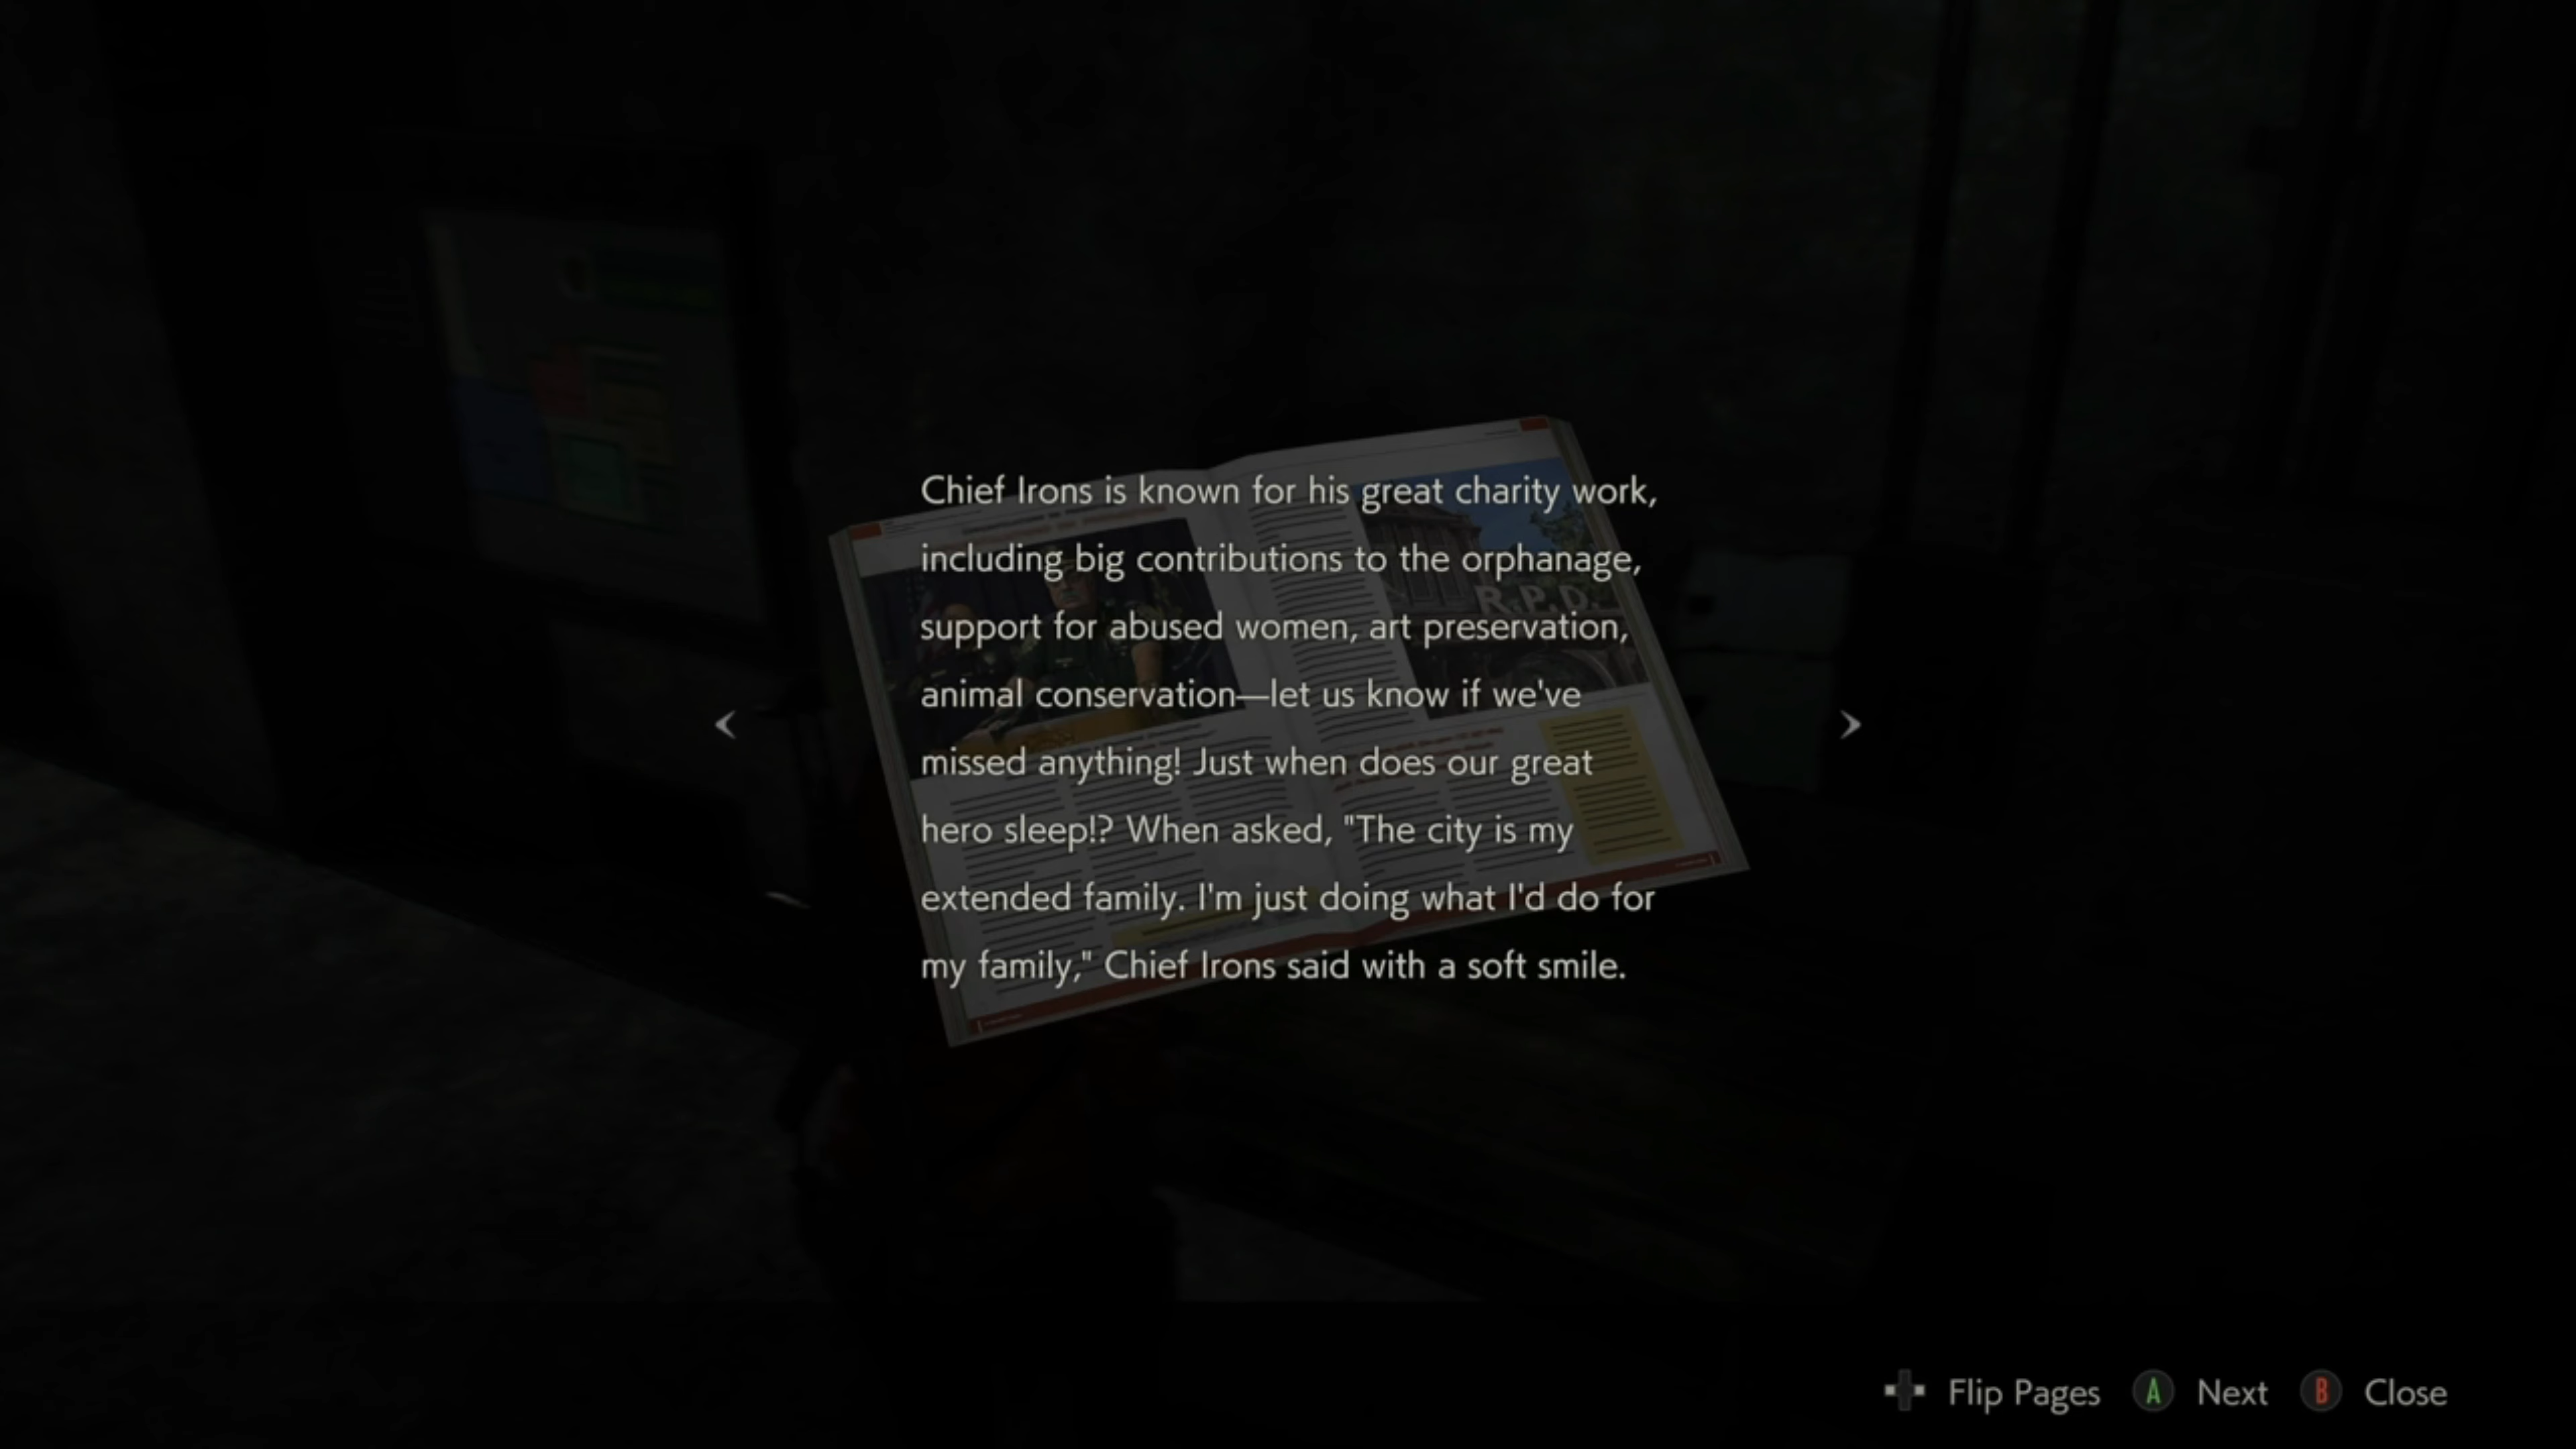 Chief Irons is known for his great charity work,
including big contributions to the orphanage,
support for abused women, art preservation,
animal conservation—let us know if we've
missed anything! Just when does our great
hero sleep!? When asked, "The city is my
extended family. I'm just doing what I'd do for
my family," Chief Irons said with a soft smile.
R.P.D.
Flip Pages A Next B Close